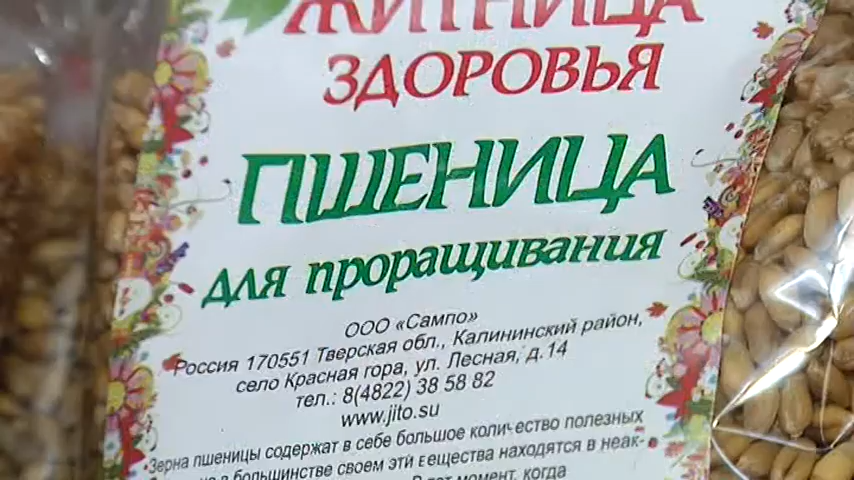 ЖИТНИЦА
ЗДОРОВЬЯ
ПШЕНИЦА
для проращивания
ООО «Сампо»
Россия 170551 Тверская обл., Калининский район,
село Красная гора, ул. Лесная, д.14
тел.: 8(4822) 38 58 82
www.jito.su
Зерна пшеницы содержат в себе большое количество полезных
в большинстве своем эти вещества находятся в неак-
момент, когда